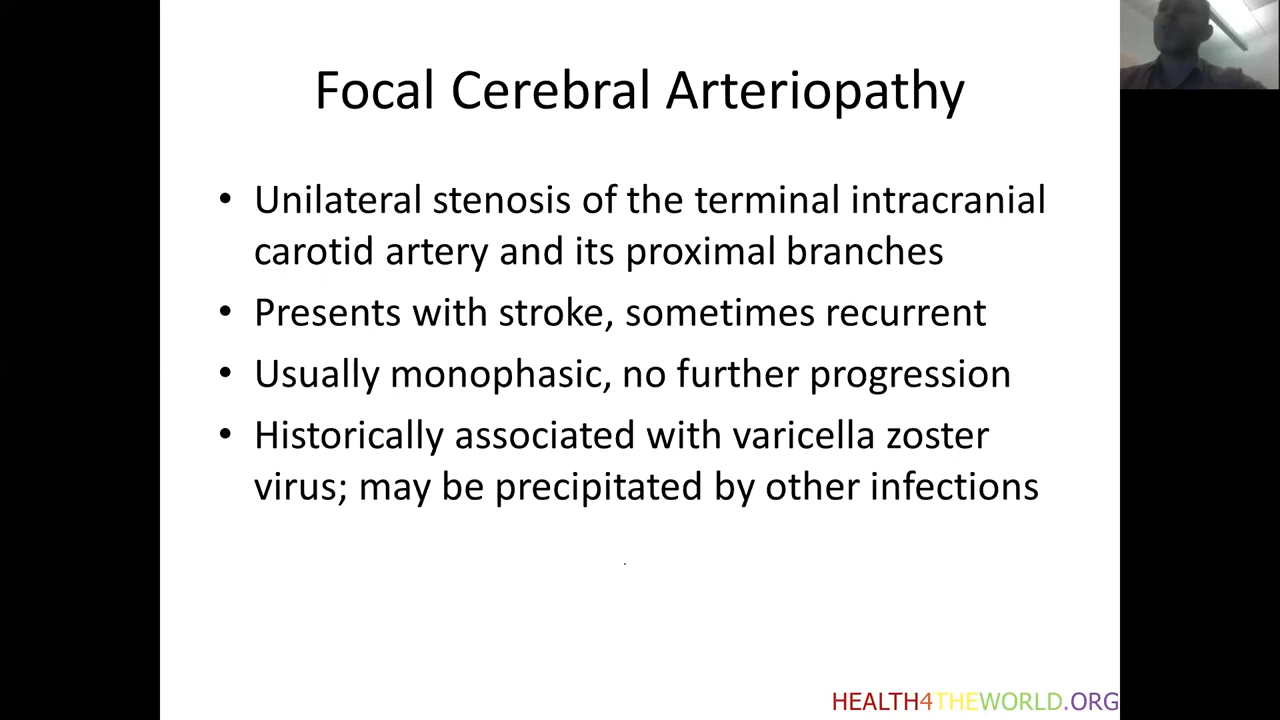 Focal Cerebral Arteriopathy
• Unilateral stenosis of the terminal intracranial
carotid artery and its proximal branches
• Presents with stroke, sometimes recurrent
• Usually monophasic, no further progression
• Historically associated with varicella zoster
virus; may be precipitated by other infections
HEALTH4THEWORLD.ORG